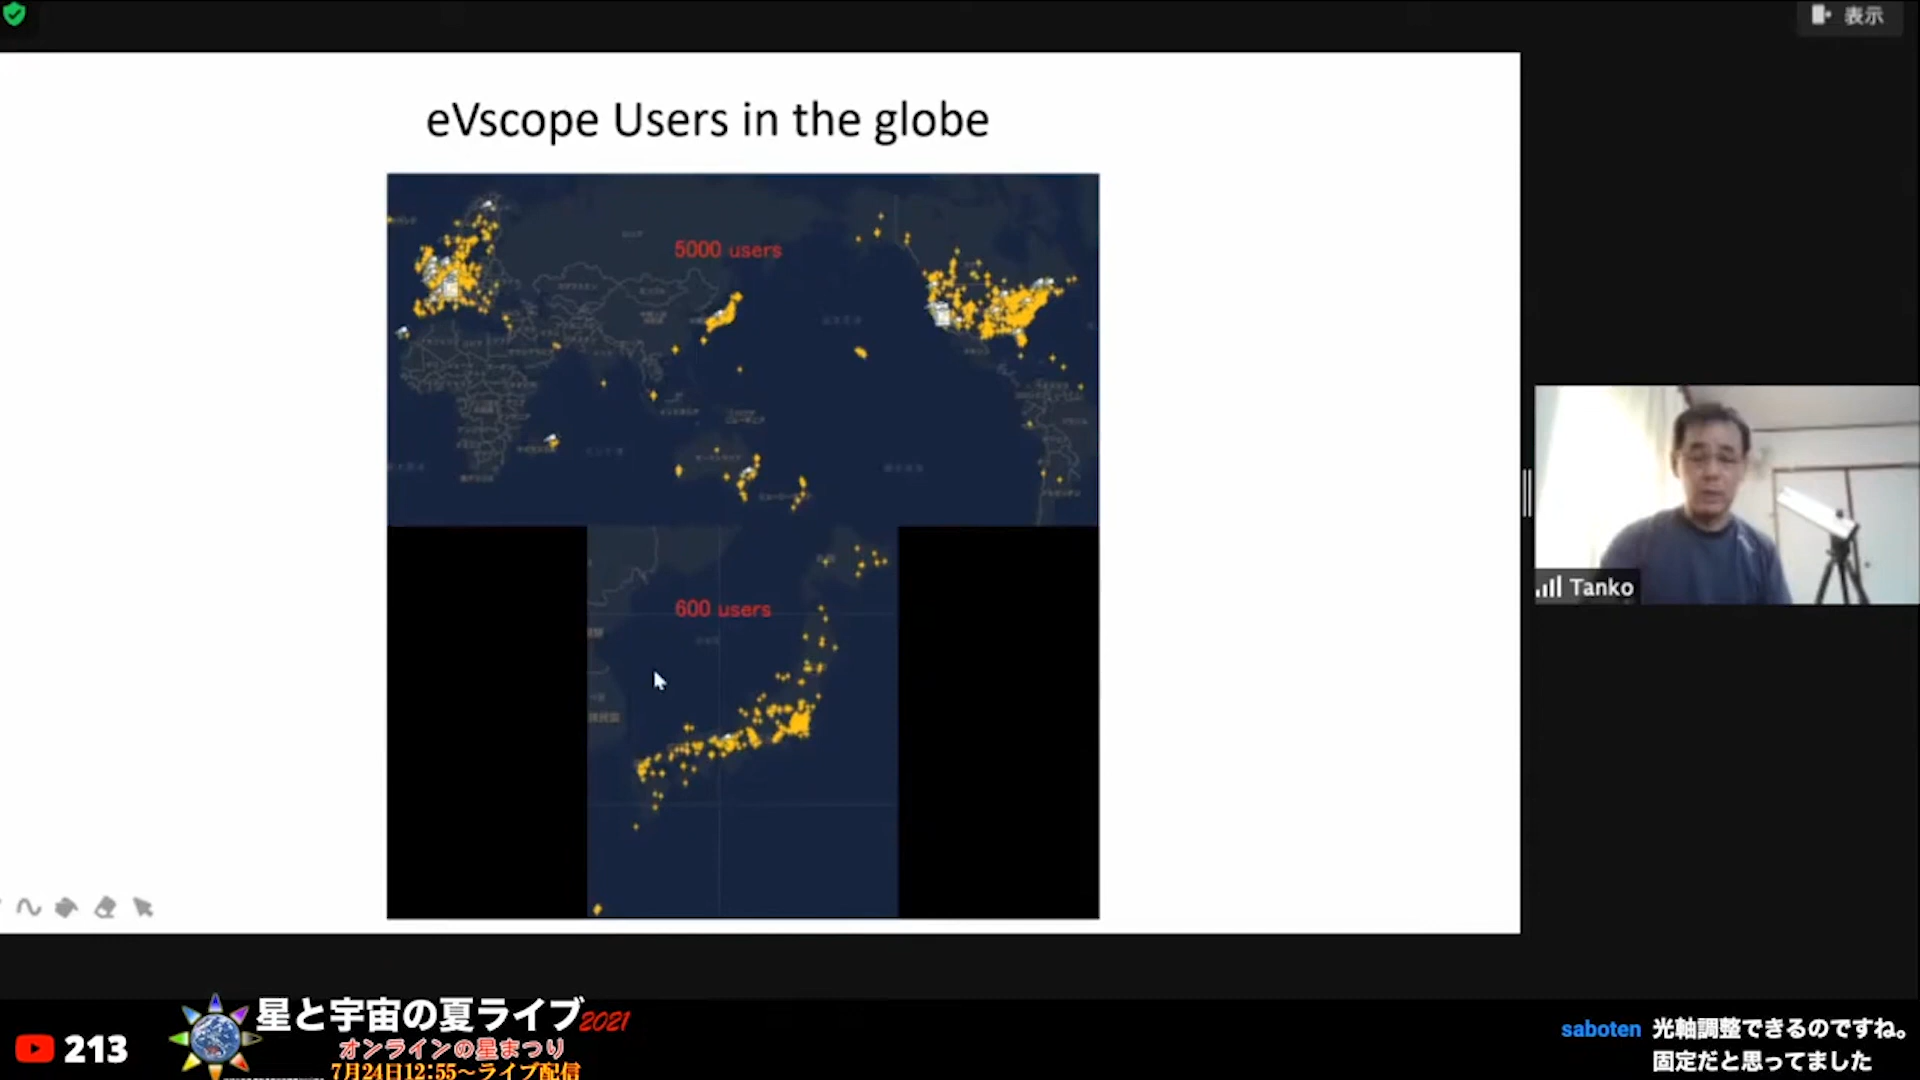 表示
eVscope Users in the globe
5000 users
600 users
Tanko
213
星と宇宙の夏ライブ2021
オンラインの星まつり
7月24日12:55〜ライブ配信
saboten 光軸調整できるのですね。
固定だと思ってました